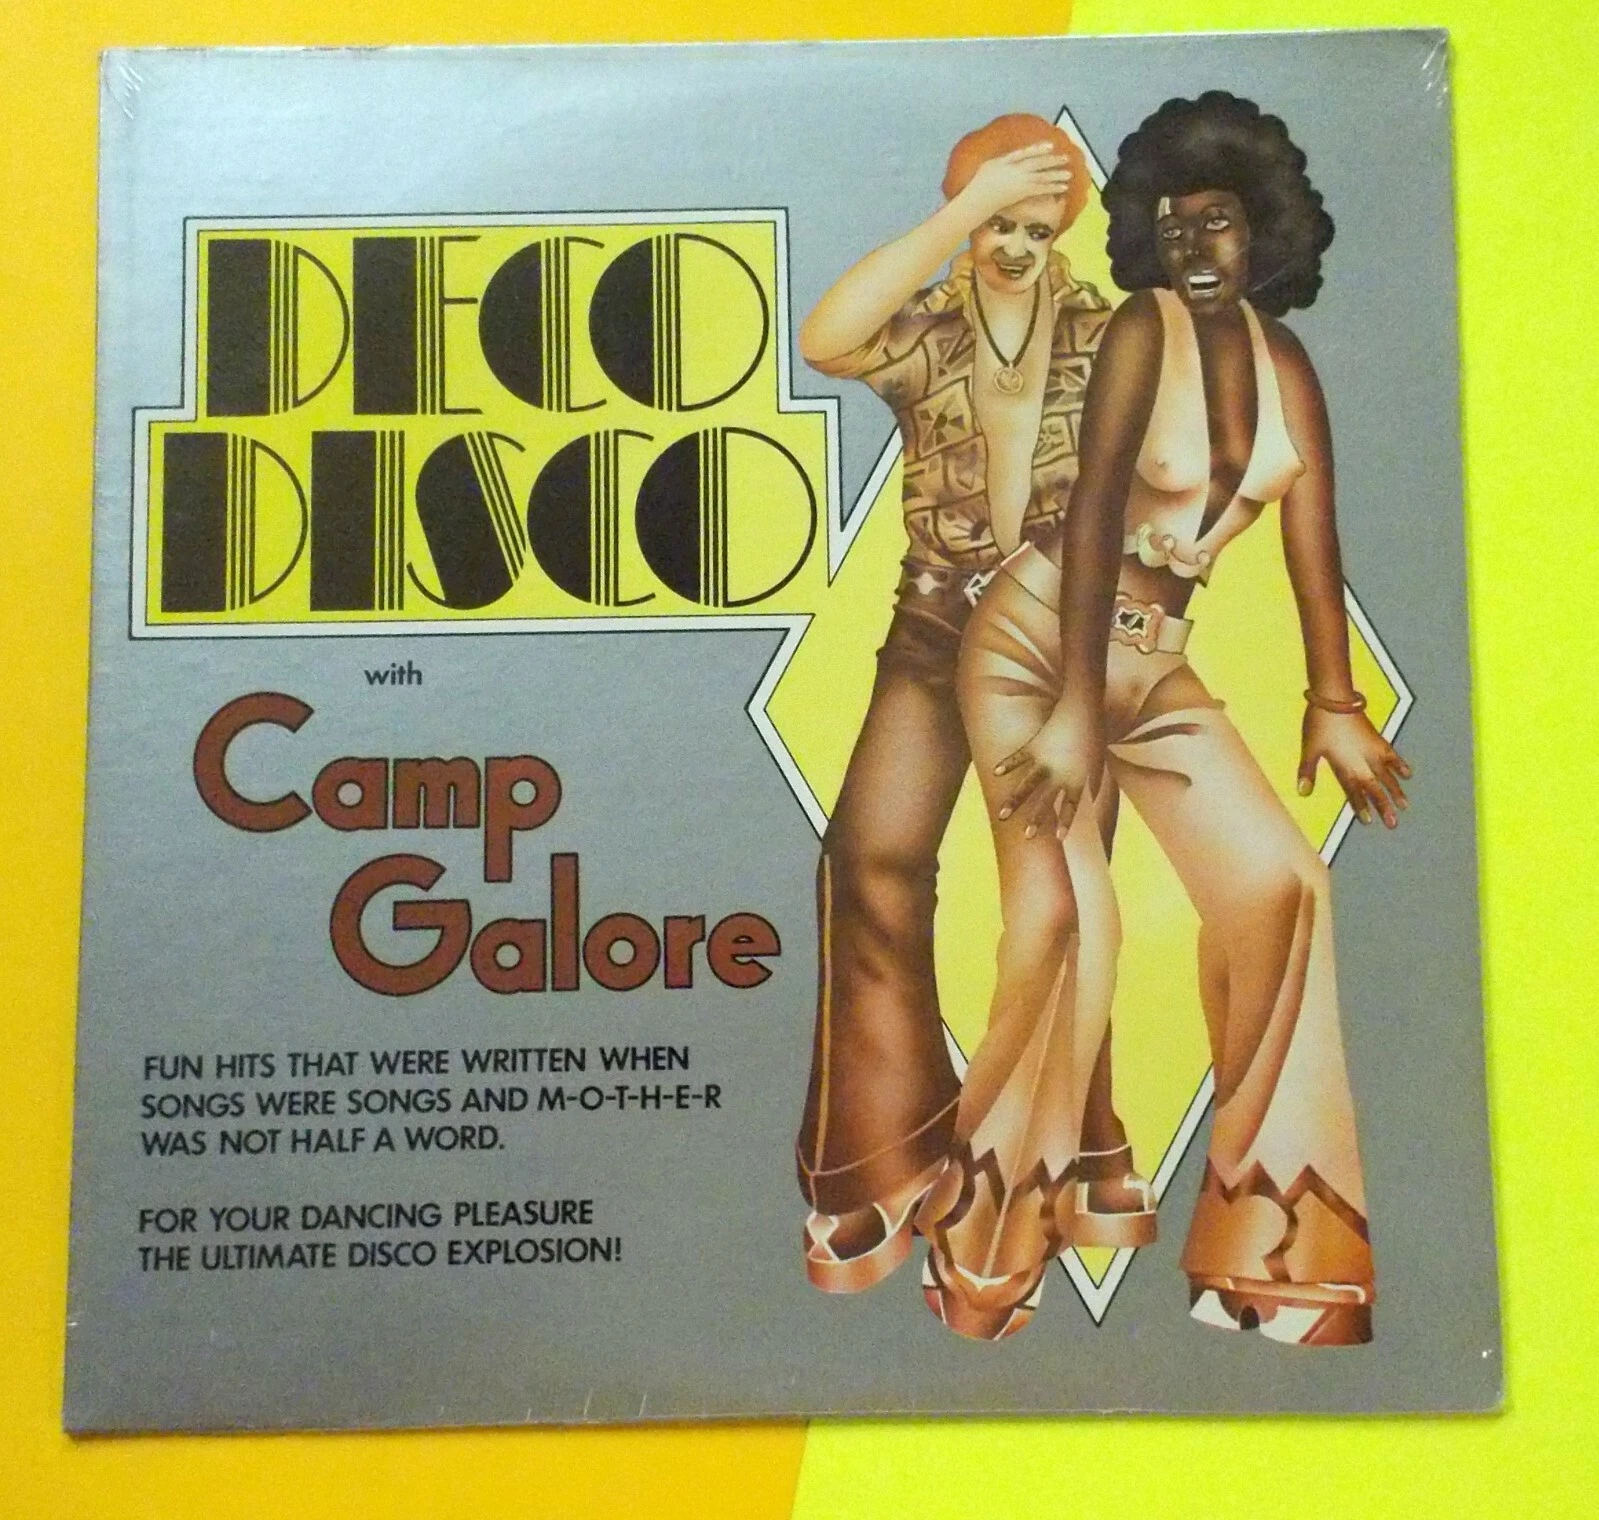 DECO
DISCO
with
Camp
Galore
FUN HITS THAT WERE WRITTEN WHEN
SONGS WERE SONGS AND M-O-T-H-E-R
WAS NOT HALF A WORD.
FOR YOUR DANCING PLEASURE
THE ULTIMATE DISCO EXPLOSION!